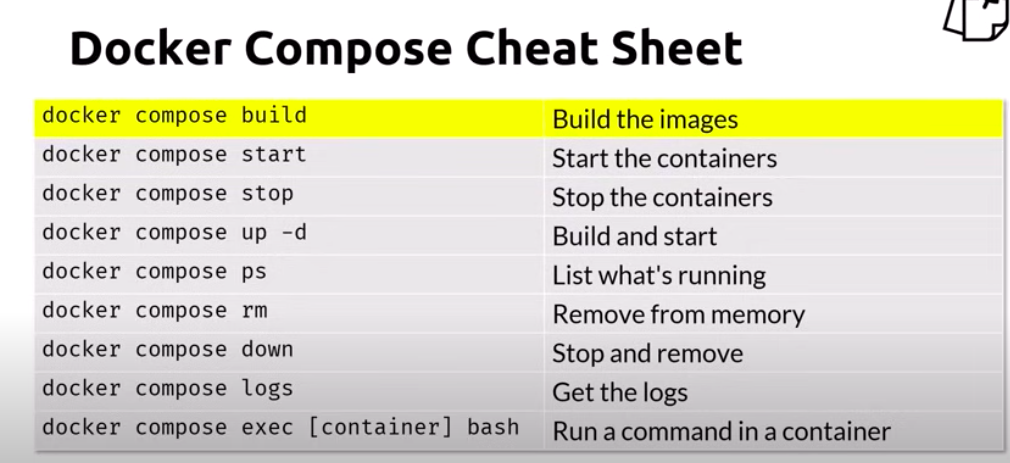 Docker Compose Cheat Sheet
docker compose build Build the images
docker compose start Start the containers
docker compose stop Stop the containers
docker compose up -d Build and start
docker compose ps List what's running
docker compose rm Remove from memory
docker compose down Stop and remove
docker compose logs Get the logs
docker compose exec [container] bash Run a command in a container